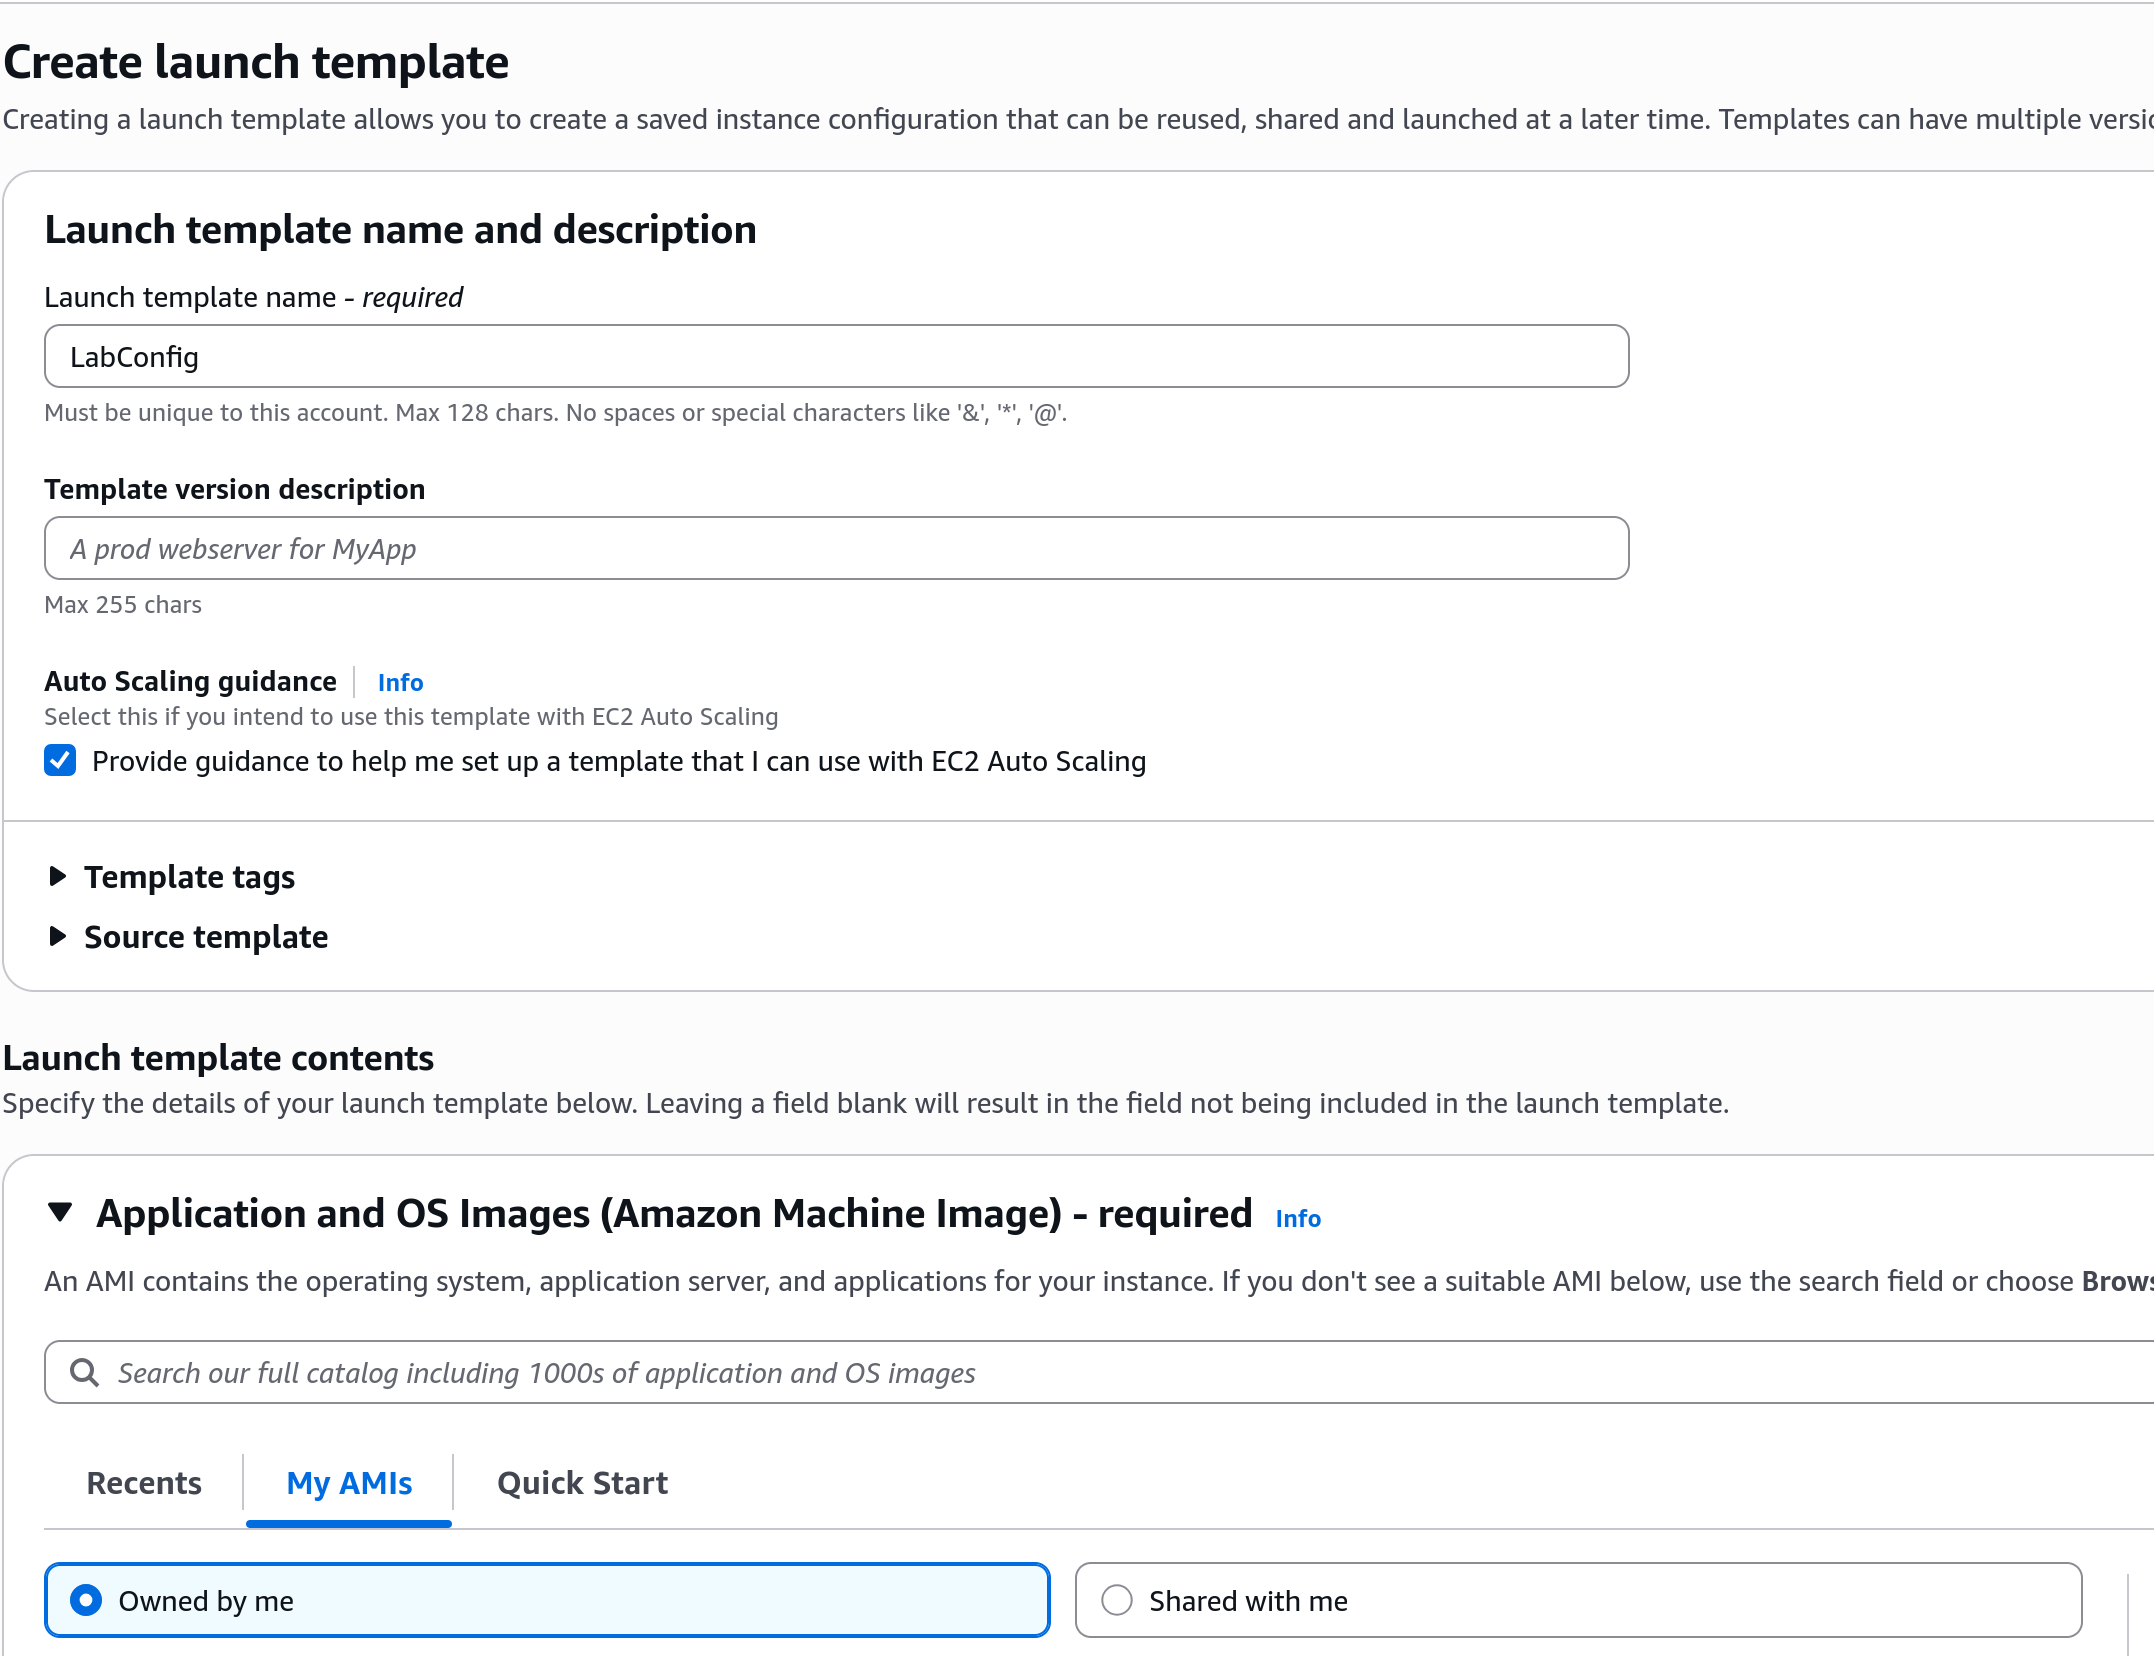 Create launch template
Creating a launch template allows you to create a saved instance configuration that can be reused, shared and launched at a later time. Templates can have multiple
Launch template name and description
Launch template name - required
LabConfig
Must be unique to this account. Max 128 chars. No spaces or special characters like '&', '*', '@'.
Template version description
A prod webserver for MyApp
Max 255 chars
Auto Scaling guidance Info
Select this if you intend to use this template with EC2 Auto Scaling
Provide guidance to help me set up a template that I can use with EC2 Auto Scaling
Template tags
Source template
Launch template contents
Specify the details of your launch template below. Leaving a field blank will result in the field not being included in the launch template.
Application and OS Images (Amazon Machine Image) - required Info
An AMI contains the operating system, application server, and applications for your instance. If you don't see a suitable AMI below, use the search field or choose
Search our full catalog including 1000s of application and OS images
Recents My AMIs Quick Start
Owned by me Shared with me